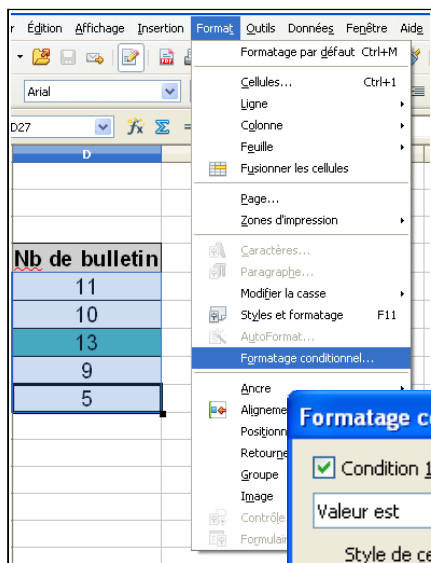 r Édition Affichage Insertion Format Outils Données Fenêtre Aide
Formatage par défaut Ctrl+M
Arial
Cellules... Ctrl+1
Ligne
D27
Colonne
Feuille
D
Fusionner les cellules
Page...
Zones d'impression
Caractères...
Nb de bulletin
Paragraphe...
11
Modifier la casse
10
Styles et formatage F11
13
AutoFormat...
9
Formatage conditionnel...
5
Ancre
Aligneme
Formatage co
Positionn
Retourne
Groupe
Condition 1
Image
Valeur est
Contrôle
Formulair
Style de ce